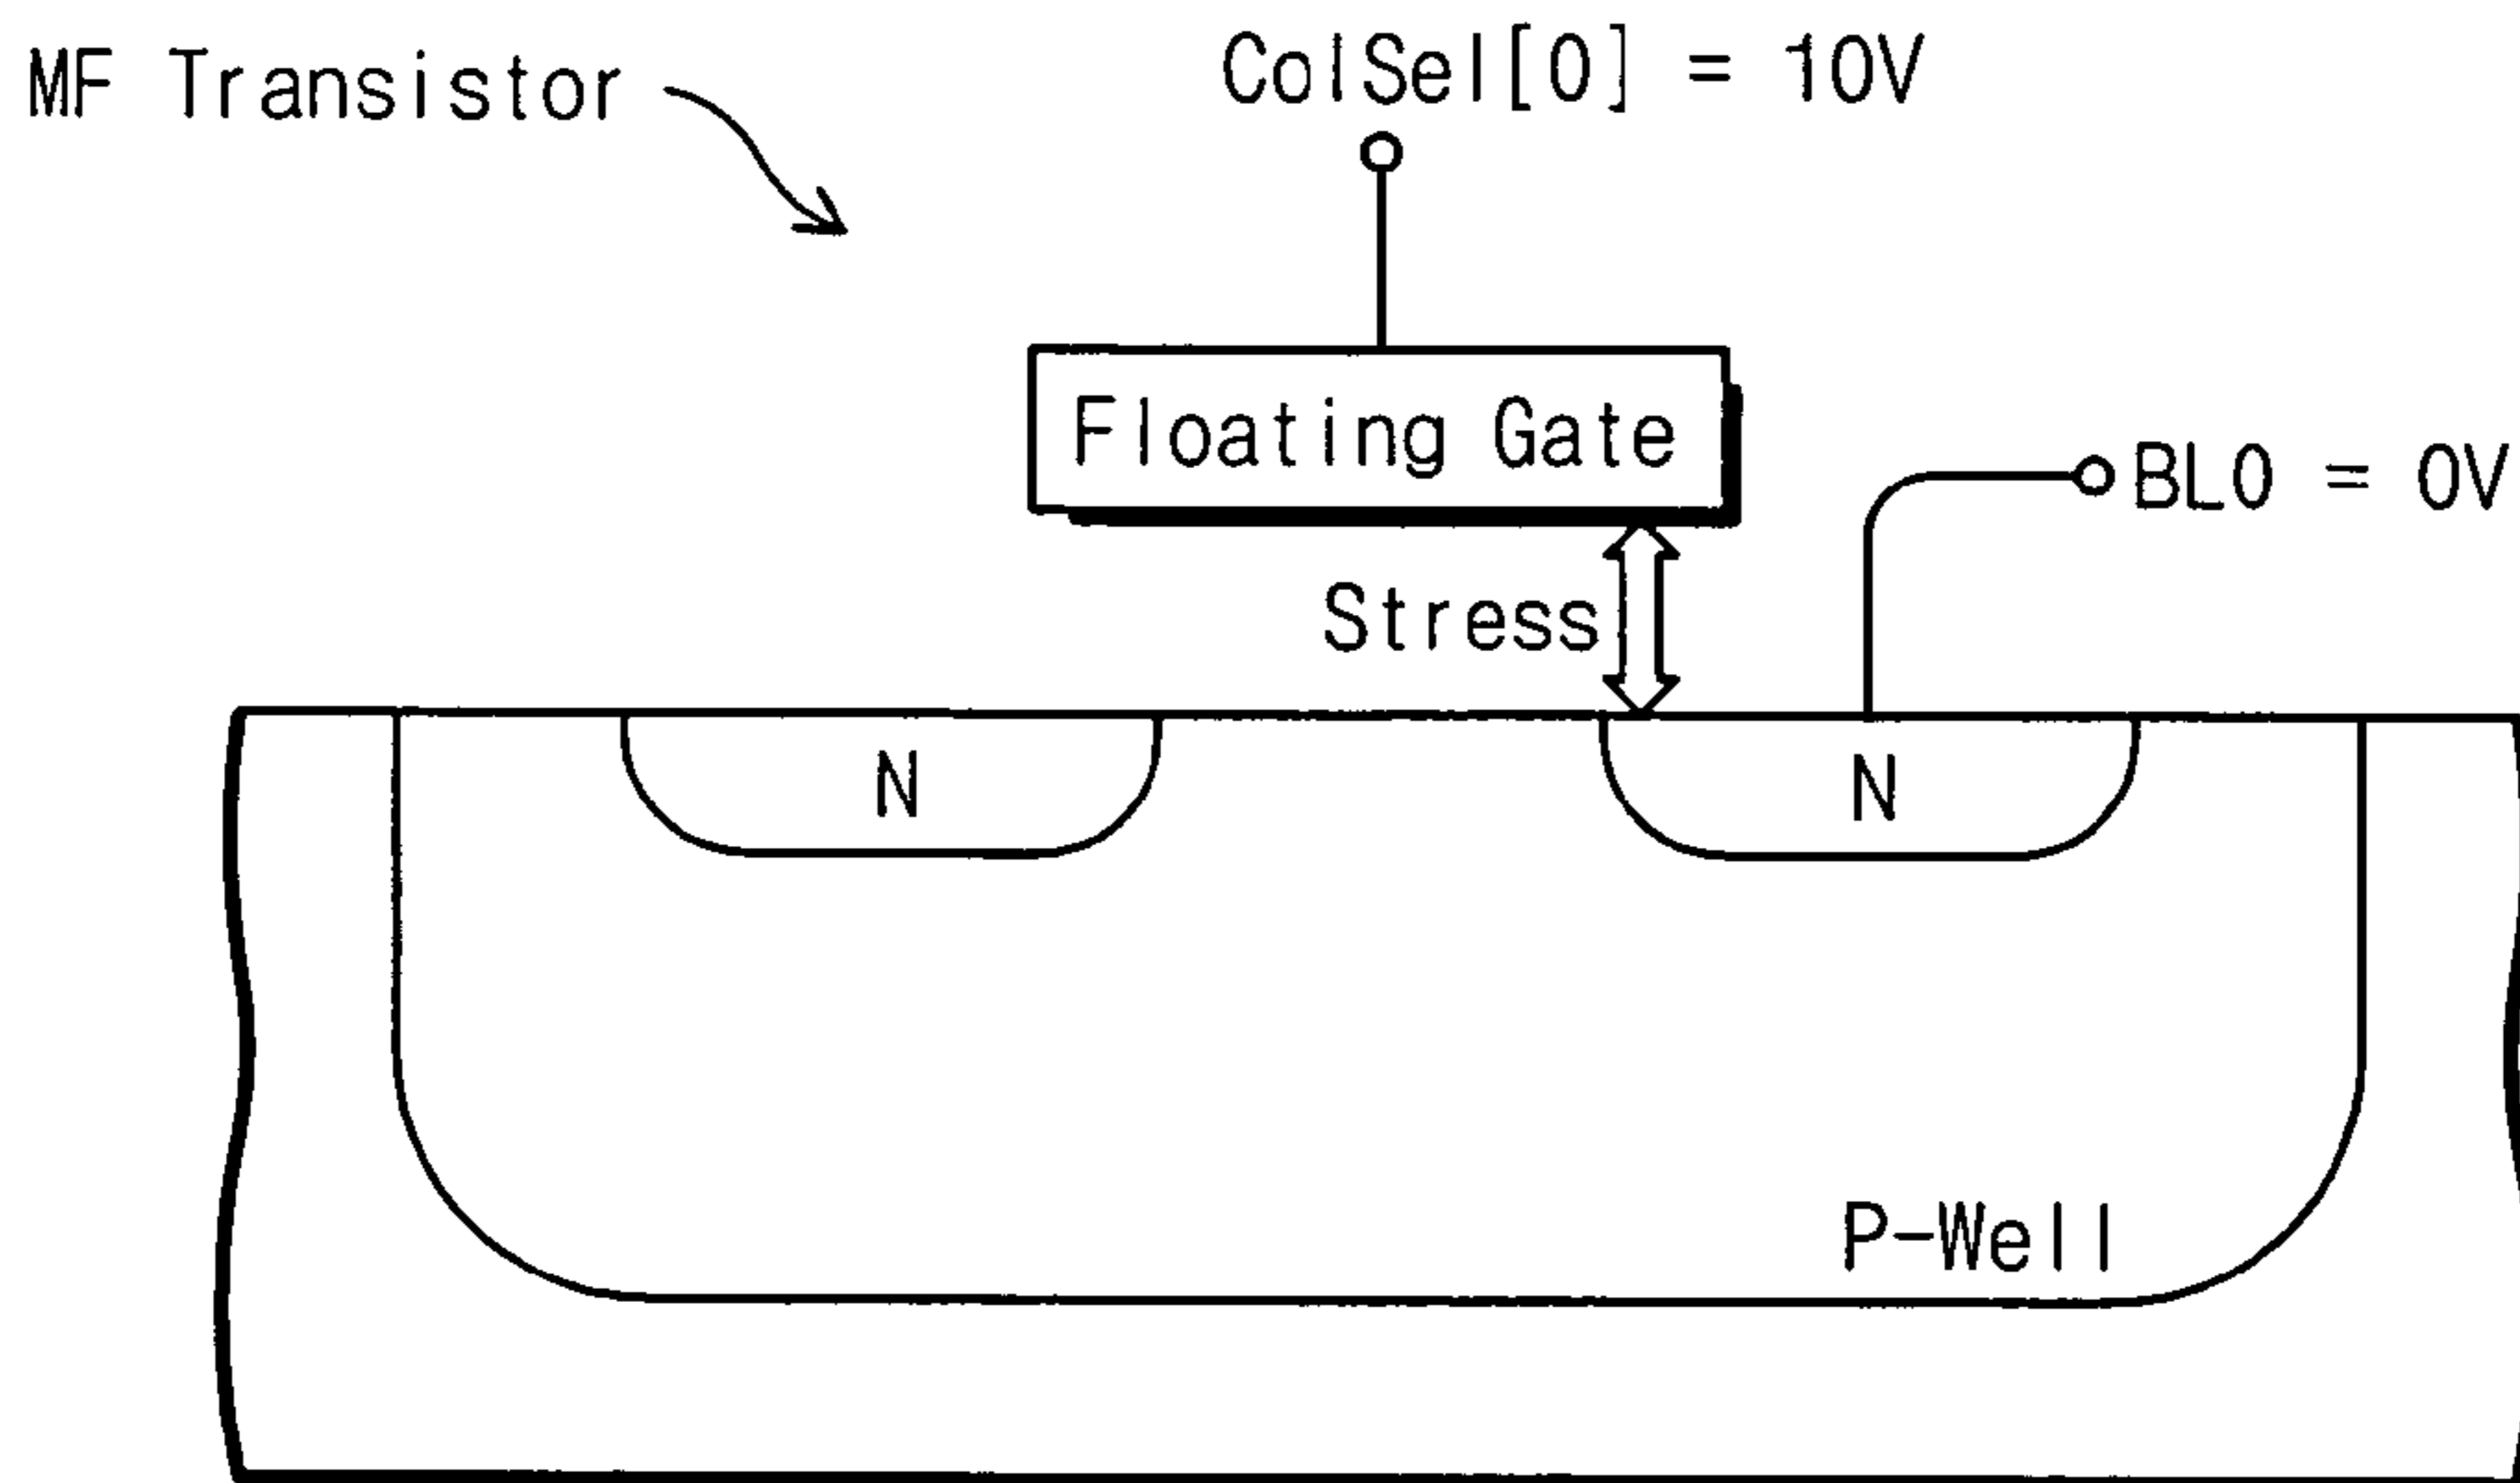 MF Transistor
ColSel[0] = 10V
Floating Gate
BL0 = 0V
Stress
N
N
P-Well